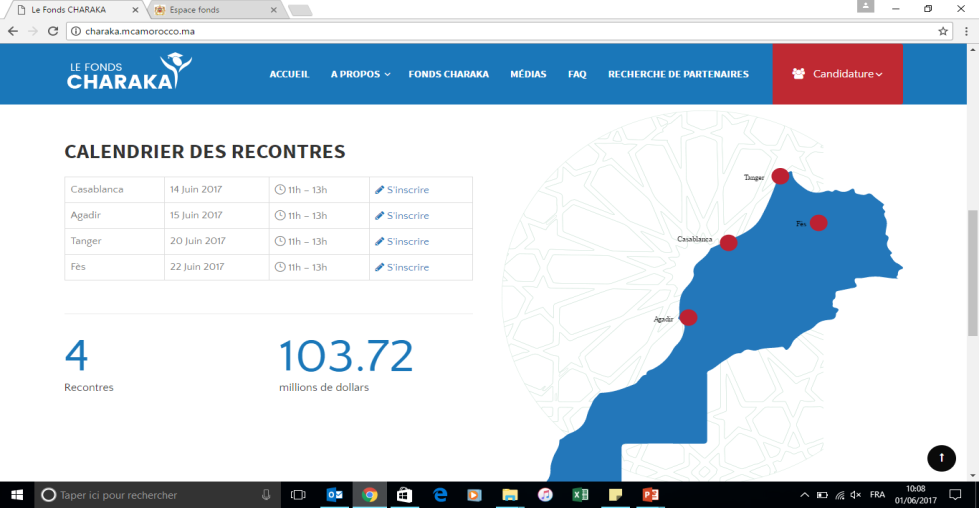 Le Fonds CHARAKA
Espace fonds
charaka.mcamorocco.ma
LE FONDS
CHARAKA
ACCUEIL A PROPOS FONDS CHARAKA MÉDIAS FAQ RECHERCHE DE PARTENAIRES
Candidature
CALENDRIER DES RECONTRES
Casablanca 14 Juin 2017 11h – 13h S'inscrire
Agadir 15 Juin 2017 11h – 13h S'inscrire
Tanger 20 Juin 2017 11h – 13h S'inscrire
Fès 22 Juin 2017 11h – 13h S'inscrire
4
Recontres
103.72
millions de dollars
Tanger
Fès
Casablanca
Agadir
Taper ici pour rechercher
FRA
10:08
01/06/2017